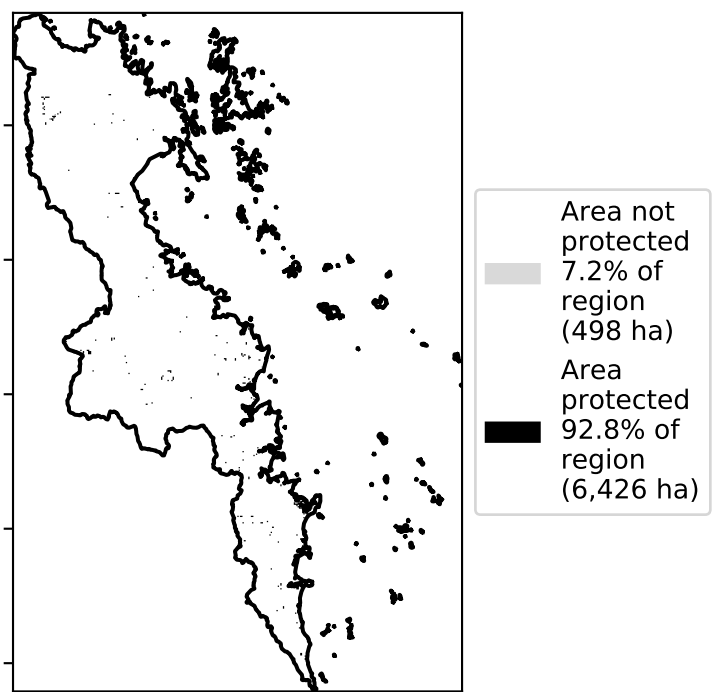 Area not
protected
7.2% of
region
(498 ha)
Area
protected
92.8% of
region
(6,426 ha)